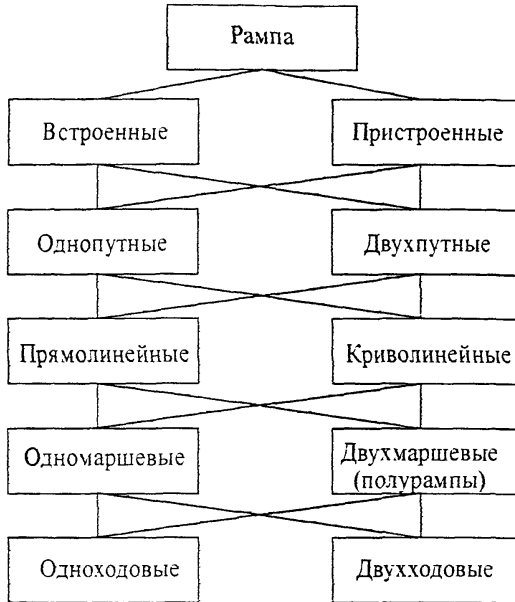 Рампа
Встроенные
Пристроенные
Однопутные
Двухпутные
Прямолинейные
Криволинейные
Одномаршевые
Двухмаршевые
(полурампы)
Одноходовые
Двухходовые